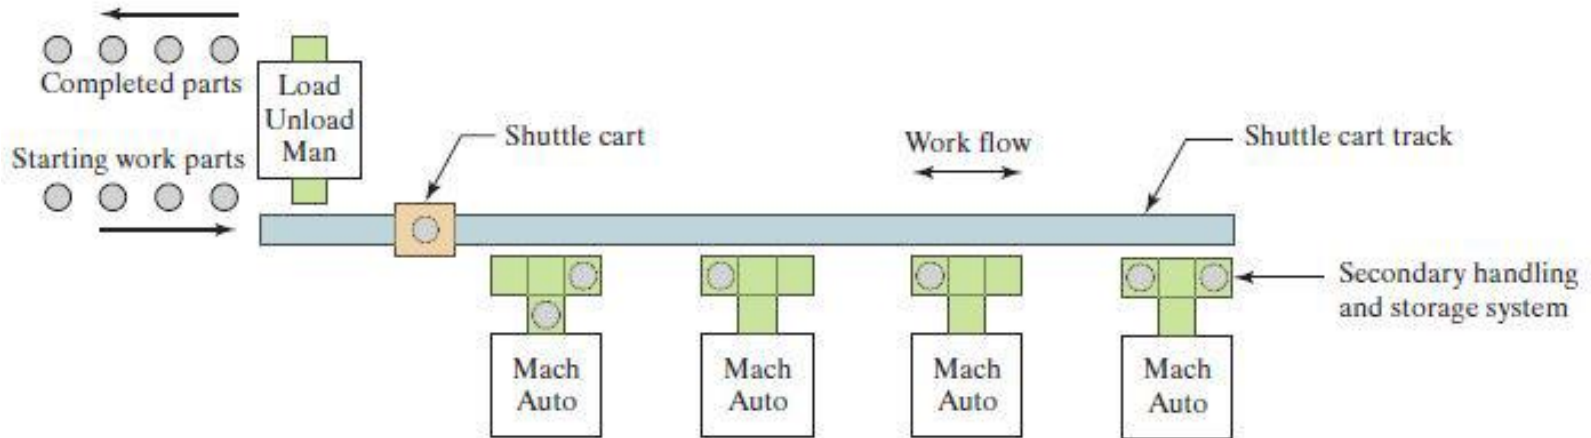 Completed parts
Load
Unload
Man
Starting work parts
Shuttle cart
Work flow
Shuttle cart track
Secondary handling
and storage system
Mach
Auto
Mach
Auto
Mach
Auto
Mach
Auto